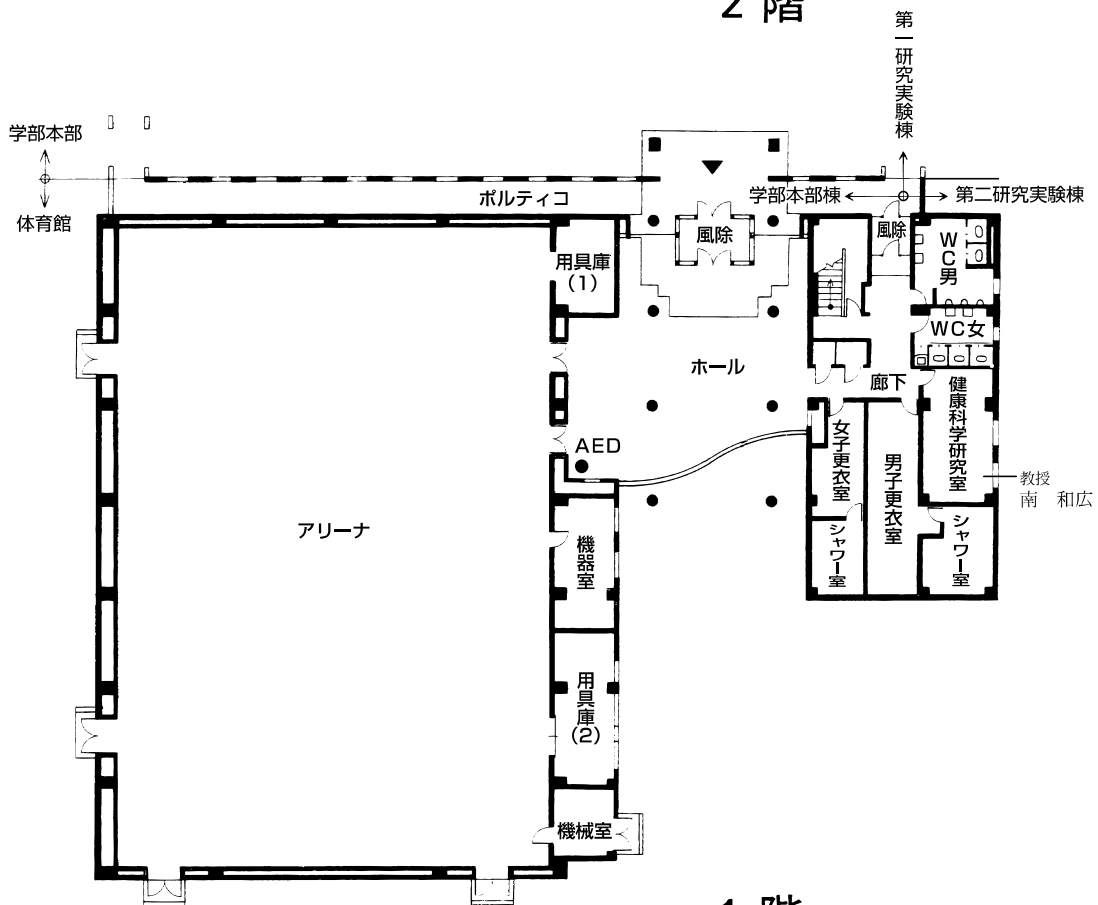 2 階
第一研究実験棟
学部本部
体育館
ポルティコ
学部本部棟
第二研究実験棟
風除
風除
用具庫
(1)
WC男
WC女
ホール
廊下
健康科学研究室
AED
女子更衣室
男子更衣室
教授
南 和広
アリーナ
機器室
シャワー室
シャワー室
用具庫
(2)
機械室
1 階